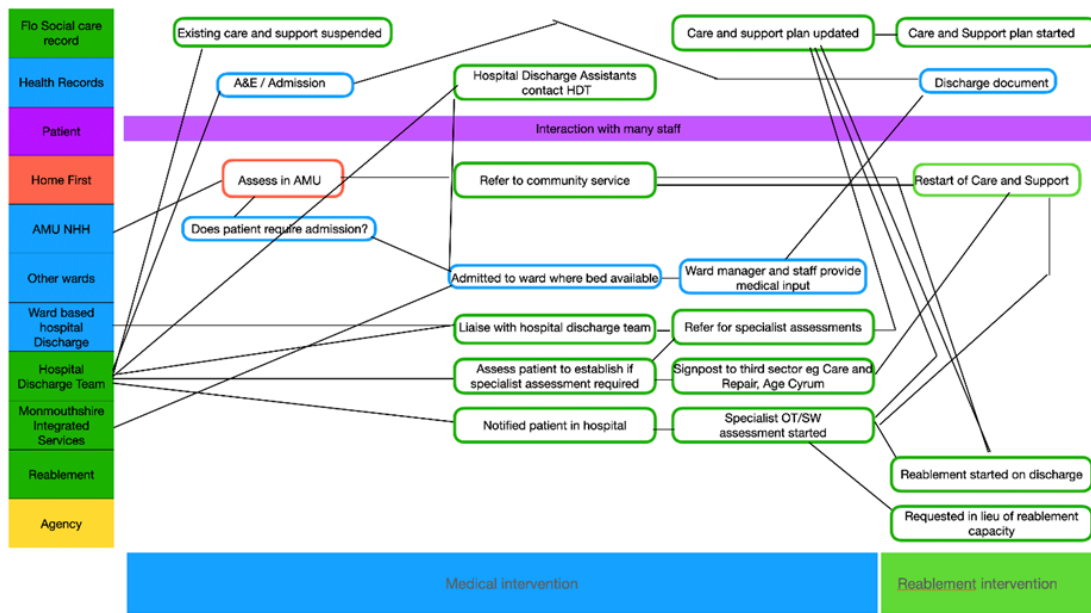 Flo Social care
record
Existing care and support suspended
Care and support plan updated
Care and Support plan started
Health Records
A&E / Admission
Hospital Discharge Assistants
contact HDT
Discharge document
Patient
Interaction with many staff
Home First
Assess in AMU
Refer to community service
Restart of Care and Support
AMU NHH
Does patient require admission?
Other wards
Admitted to ward where bed available
Ward manager and staff provide
medical input
Ward based
hospital
Discharge
Liaise with hospital discharge team
Refer for specialist assessments
Hospital
Discharge Team
Assess patient to establish if
specialist assessment required
Signpost to third sector eg Care and
Repair, Age Cyrum
Monmouthshire
Integrated
Services
Notified patient in hospital
Specialist OT/SW
assessment started
Reablement
Reablement started on discharge
Agency
Requested in lieu of reablement
capacity
Medical intervention
Reablement intervention